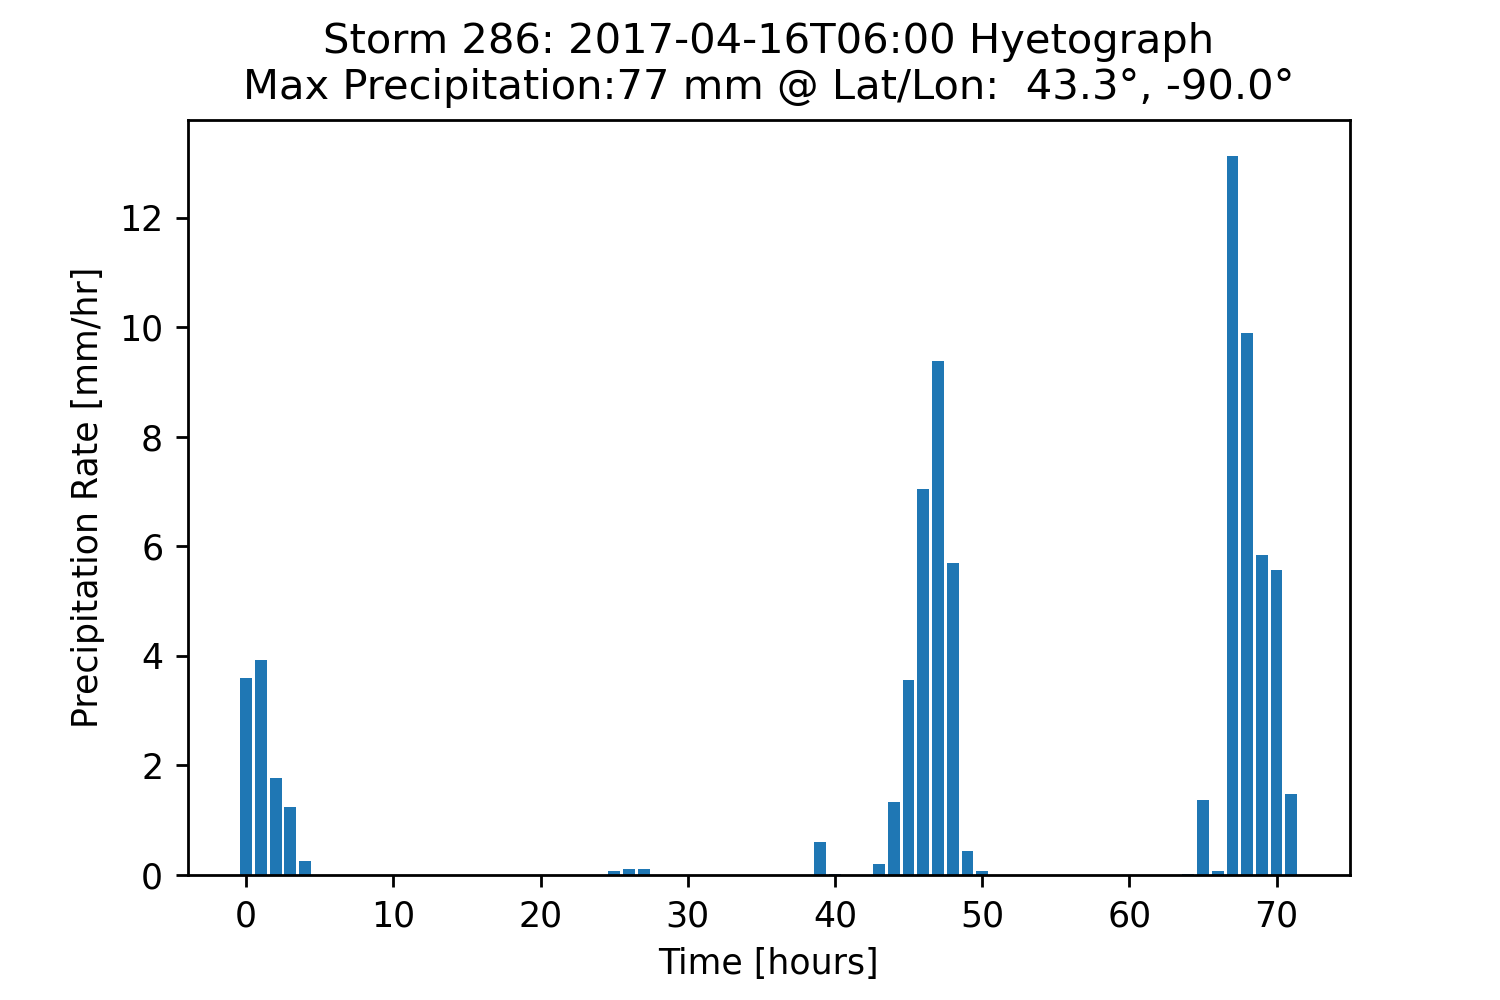 Storm 286: 2017-04-16T06:00 Hyetograph
Max Precipitation:77 mm @ Lat/Lon:  43.3°, -90.0°
Precipitation Rate [mm/hr]
12
10
8
6
4
2
0
0 10 20 30 40 50 60 70
Time [hours]